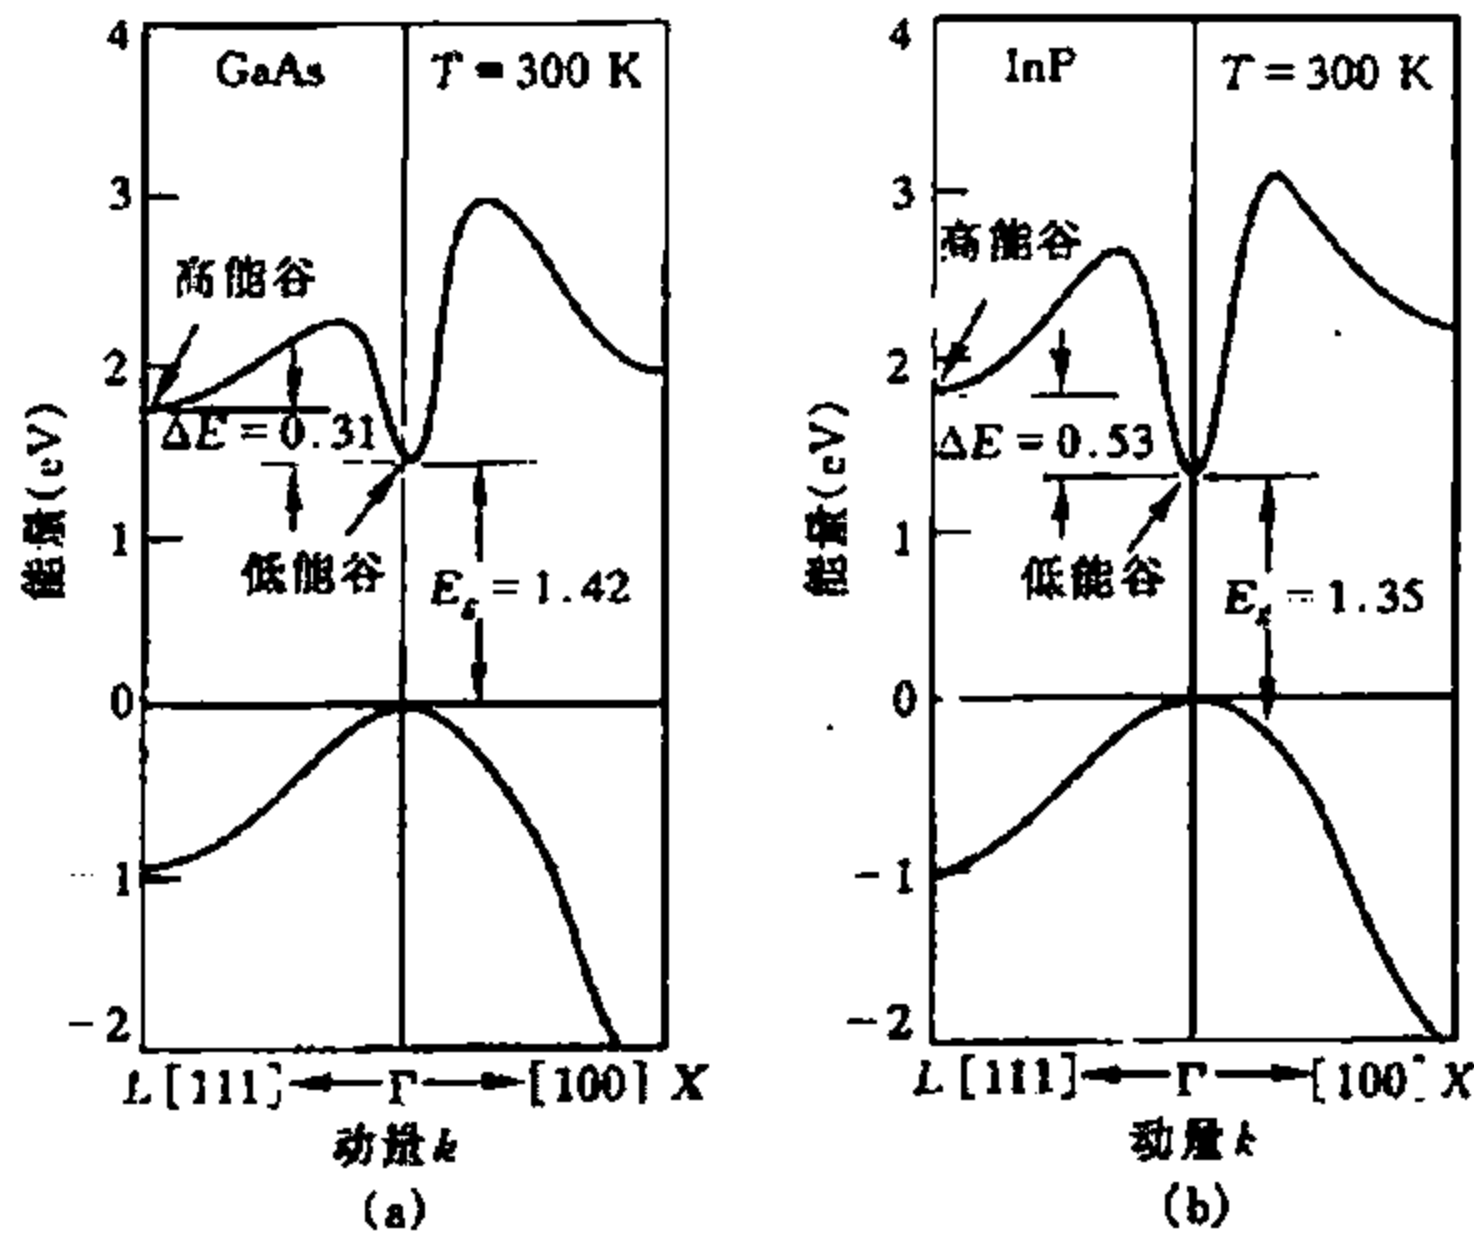 GaAs
T = 300 K
4
3
2
1
0
-1
-2
能量(eV)
高能谷
ΔE = 0.31
低能谷
Eg = 1.42
L [111] ← Γ → [100] X
动量 k
(a)
InP
T = 300 K
4
3
2
1
0
-1
-2
能量(eV)
高能谷
ΔE = 0.53
低能谷
Eg = 1.35
L [111] ← Γ → [100] X
动量 k
(b)